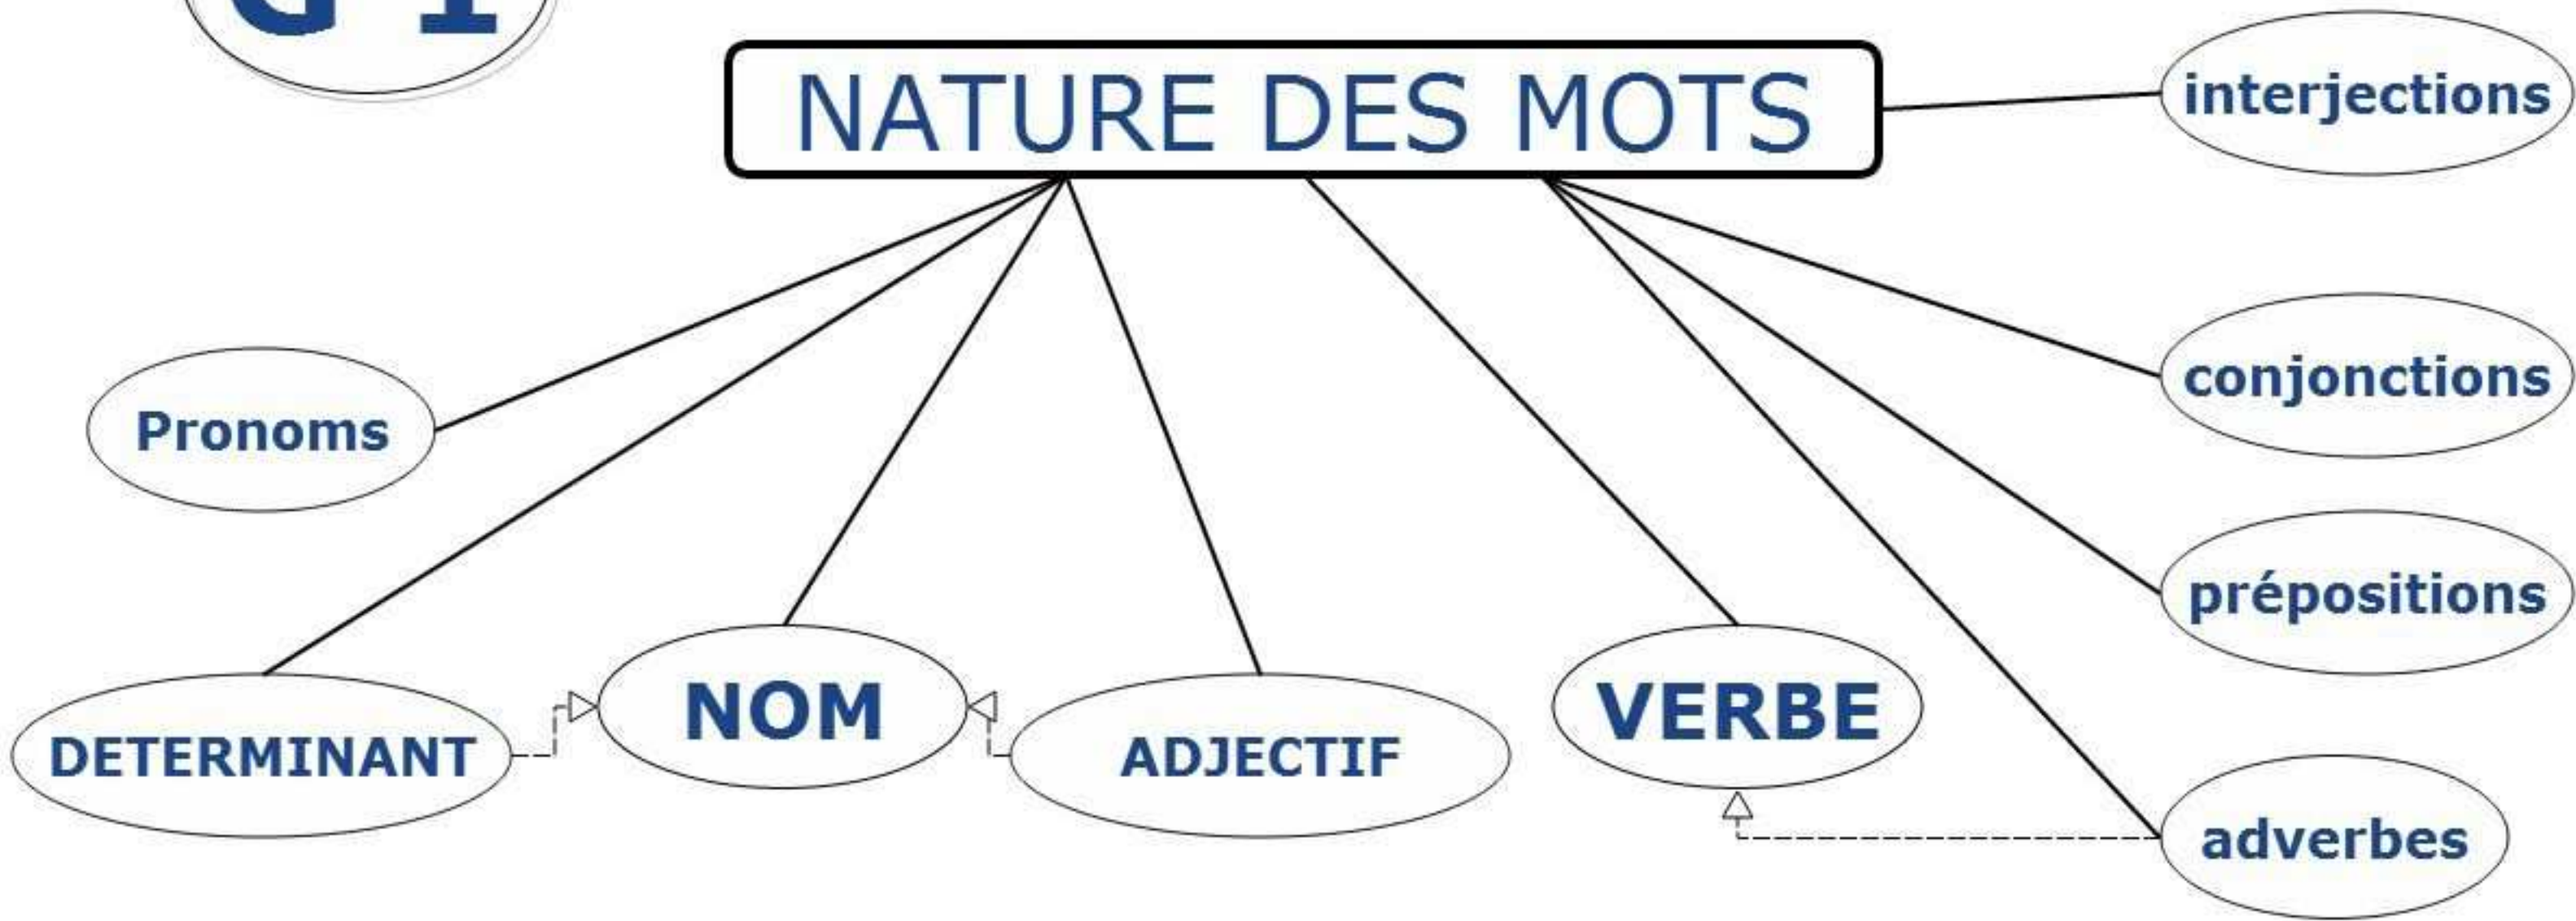 NATURE DES MOTS
interjections
conjonctions
Pronoms
prépositions
NOM
VERBE
DETERMINANT
ADJECTIF
adverbes